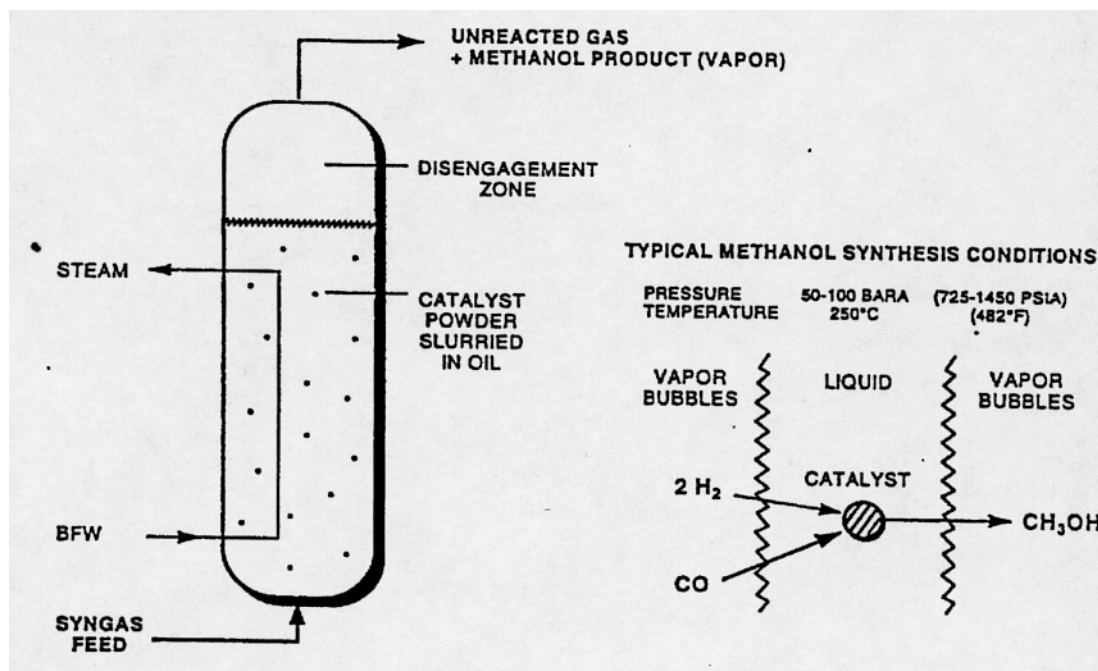 UNREACTED GAS
+ METHANOL PRODUCT (VAPOR)
DISENGAGEMENT
ZONE
STEAM
CATALYST
POWDER
SLURRIED
IN OIL
BFW
SYNGAS
FEED
TYPICAL METHANOL SYNTHESIS CONDITIONS
PRESSURE 50-100 BARA (725-1450 PSIA)
TEMPERATURE 250°C (482°F)
VAPOR
BUBBLES
LIQUID
VAPOR
BUBBLES
2 H₂
CATALYST
CO
CH₃OH